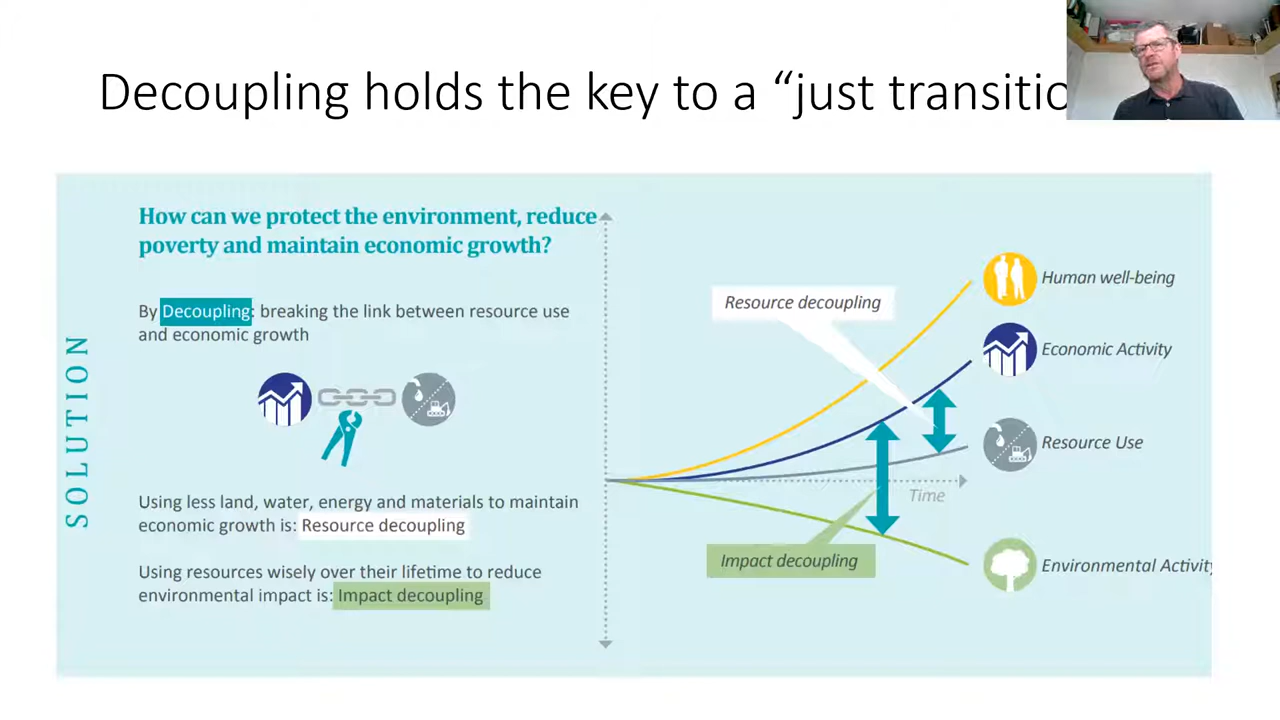 Decoupling holds the key to a “just transitio
How can we protect the environment, reduce
poverty and maintain economic growth?
By Decoupling: breaking the link between resource use
and economic growth
SOLUTION
Using less land, water, energy and materials to maintain
economic growth is: Resource decoupling
Using resources wisely over their lifetime to reduce
environmental impact is: Impact decoupling
Resource decoupling
Human well-being
Economic Activity
Resource Use
Time
Impact decoupling
Environmental Activity